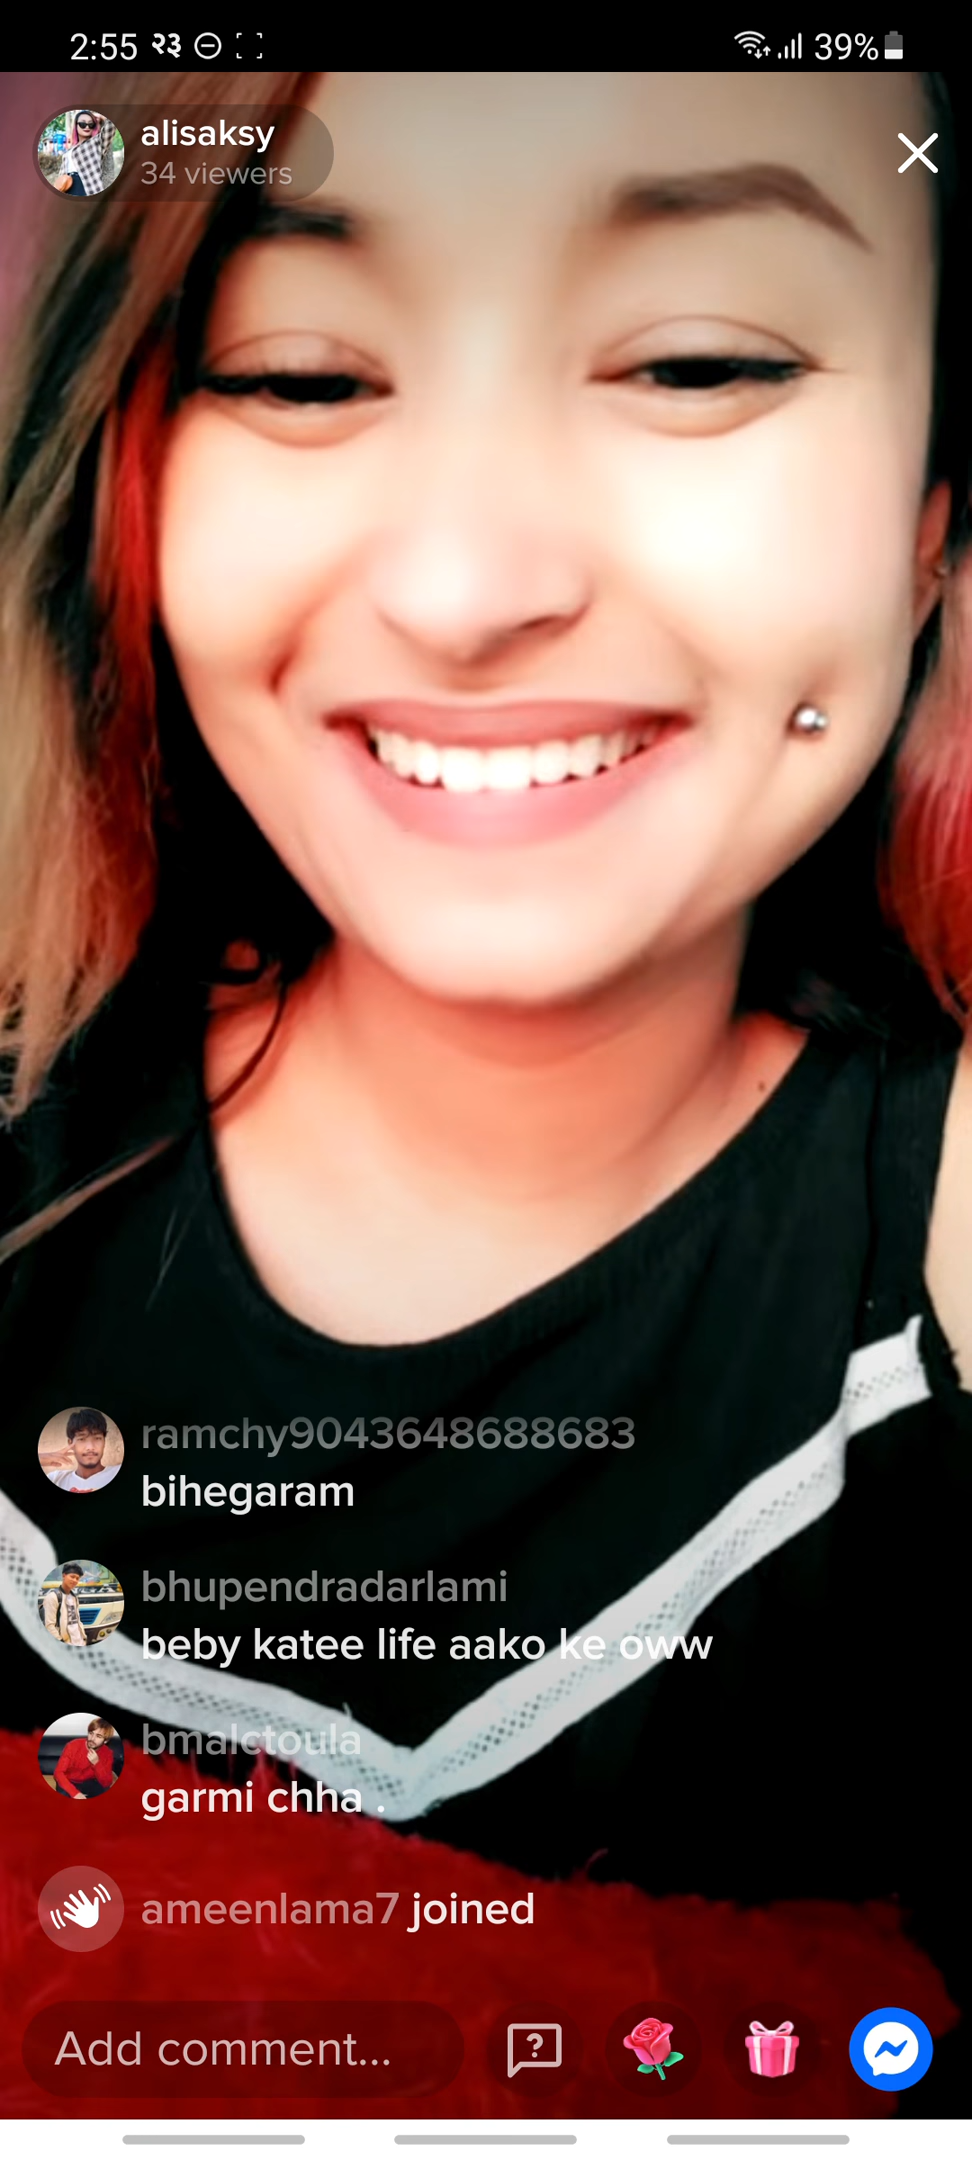 2:55 २३ 39%
alisaksy
34 viewers
ramchy9043648688683
bihegaram
bhupendradarlami
beby katee life aako ke oww
bmalctoula
garmi chha .
ameenlama7 joined
Add comment...
?